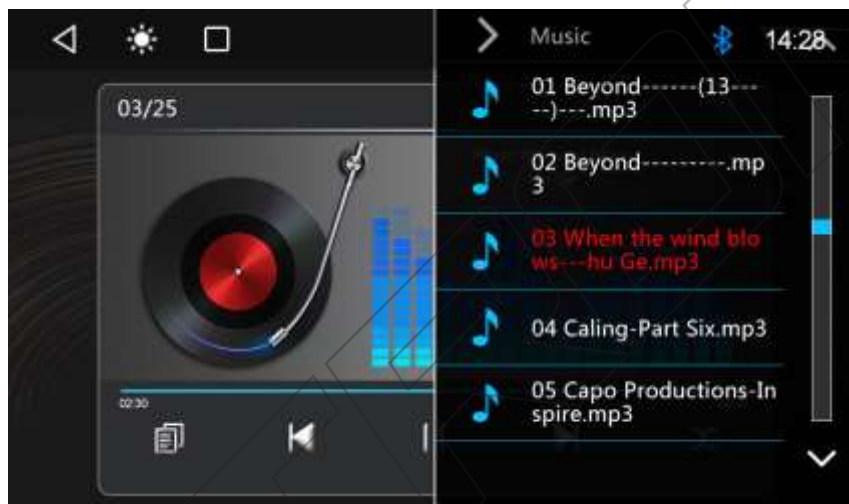 Music
14:28
03/25
01 Beyond------(13---
--)---.mp3
02 Beyond---------.mp
3
03 When the wind blo
ws---hu Ge.mp3
04 Caling-Part Six.mp3
05 Capo Productions-In
spire.mp3
02:30